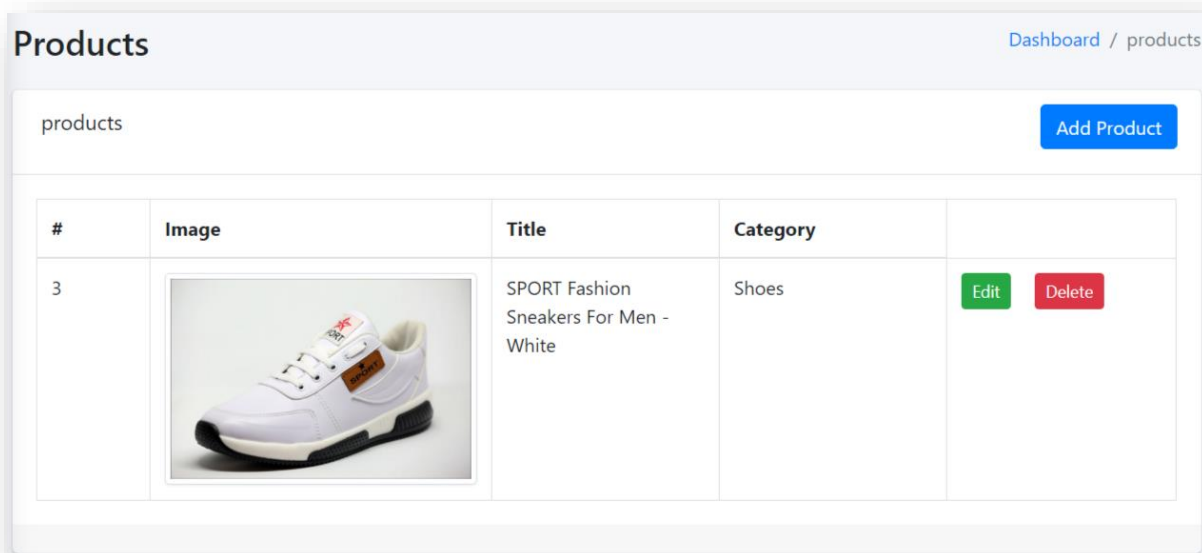 Products
Dashboard / products
products
Add Product
# Image Title Category
3 SPORT Fashion Shoes Edit Delete
Sneakers For Men -
White
SPORT